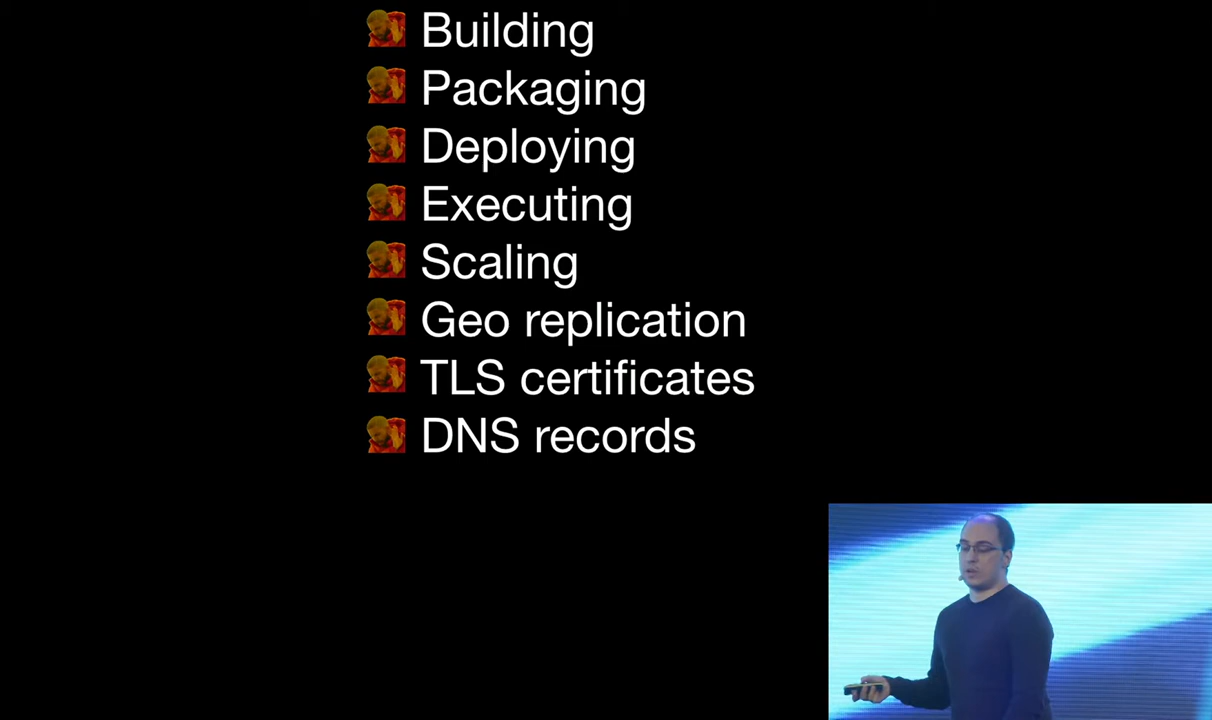 Building
Packaging
Deploying
Executing
Scaling
Geo replication
TLS certificates
DNS records